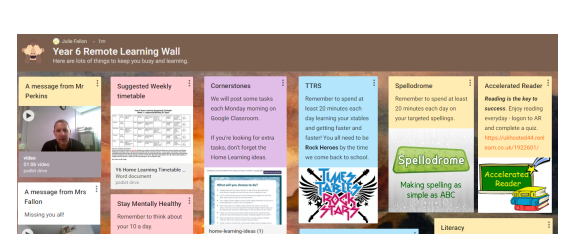 Julie Fallon · 1m
Year 6 Remote Learning Wall
Here are lots of things to keep you busy and learning.
A message from Mr
Perkins
video
01:05 video
padlet drive
A message from Mrs
Fallon
Missing you all!
Suggested Weekly
timetable
Y6 Home Learning Timetable ...
Word document
padlet drive
Stay Mentally Healthy
Remember to think about
your 10 a day.
Cornerstones
We will post some tasks
each Monday morning on
Google Classroom.
If you're looking for extra
tasks, don't forget the
Home Learning ideas.
What will you choose to do?
home-learning-ideas (1)
TTRS
Remember to spend at
least 20 minutes each
day learning your xtables
and getting faster and
faster! You all need to be
Rock Heroes by the time
we come back to school.
TIMES
TABLES
ROCK
STARS
Spellodrome
Remember to spend at least
20 minutes each day on
your targeted spellings.
Spellodrome
Making spelling as
simple as ABC
Accelerated Reader
Reading is the key to
success. Enjoy reading
everyday - logon to AR
and complete a quiz.
https://ukhosted44.renl
earn.co.uk/1922601/
Accelerated
Reader
Literacy